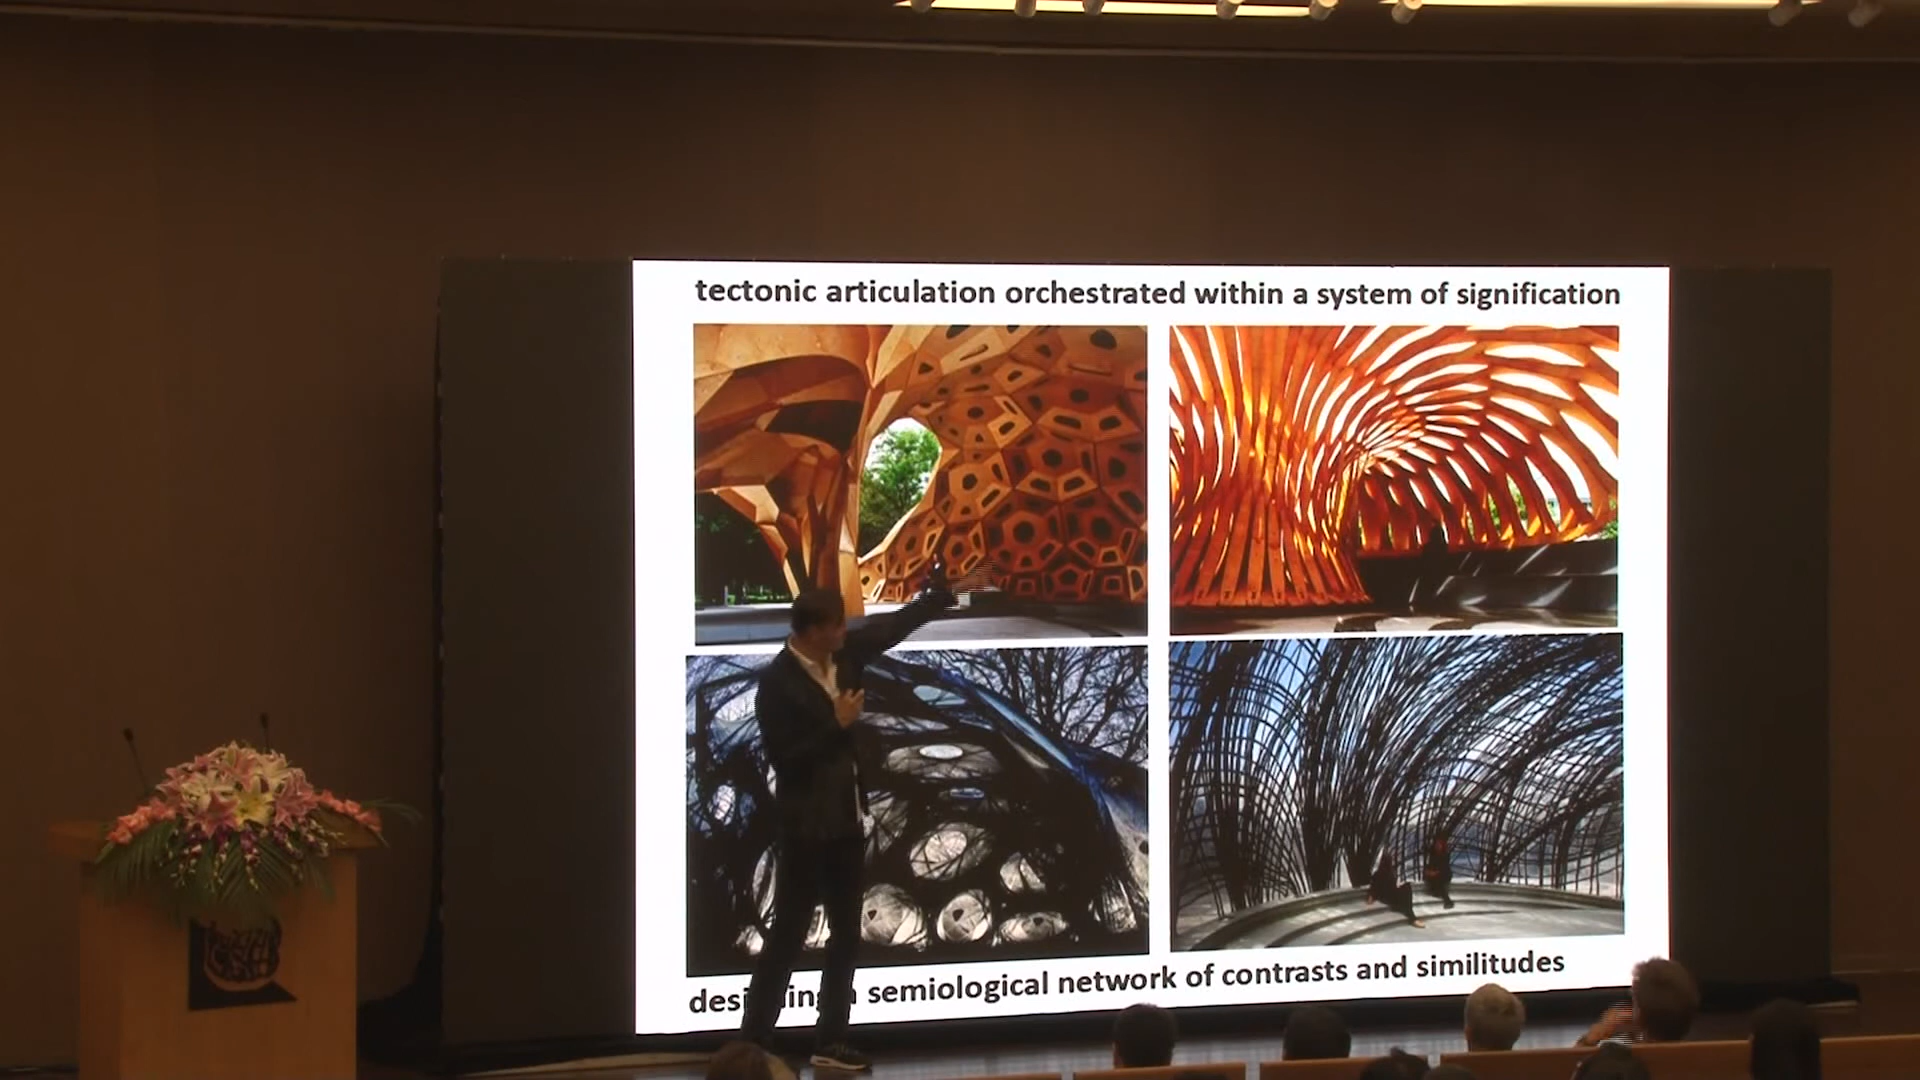 tectonic articulation orchestrated within a system of signification
semiological network of contrasts and similitudes